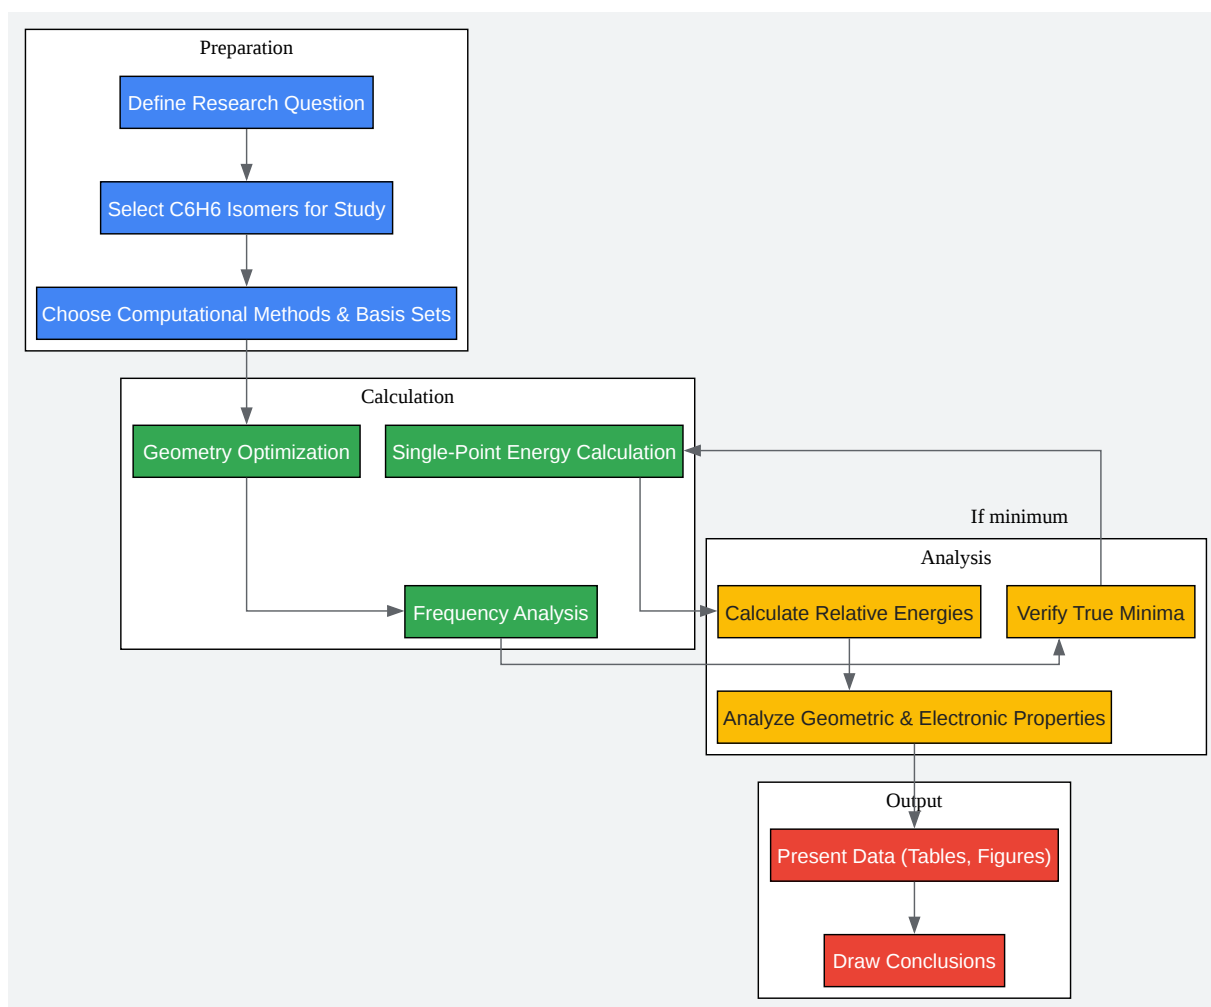 Preparation
Define Research Question
Select C6H6 Isomers for Study
Choose Computational Methods & Basis Sets
Calculation
Geometry Optimization
Single-Point Energy Calculation
Frequency Analysis
If minimum
Analysis
Calculate Relative Energies
Verify True Minima
Analyze Geometric & Electronic Properties
Output
Present Data (Tables, Figures)
Draw Conclusions